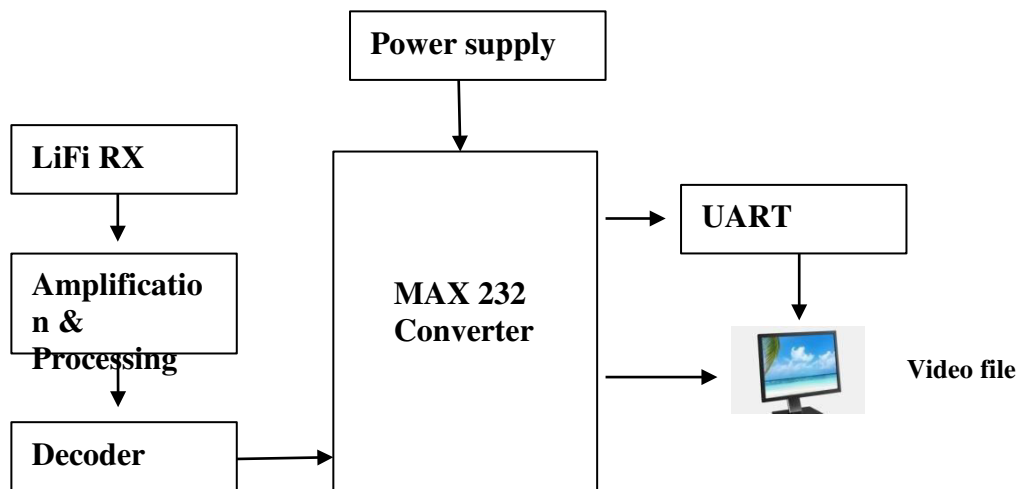 Power supply
LiFi RX
UART
Amplificatio
n &
Processing
MAX 232
Converter
Video file
Decoder